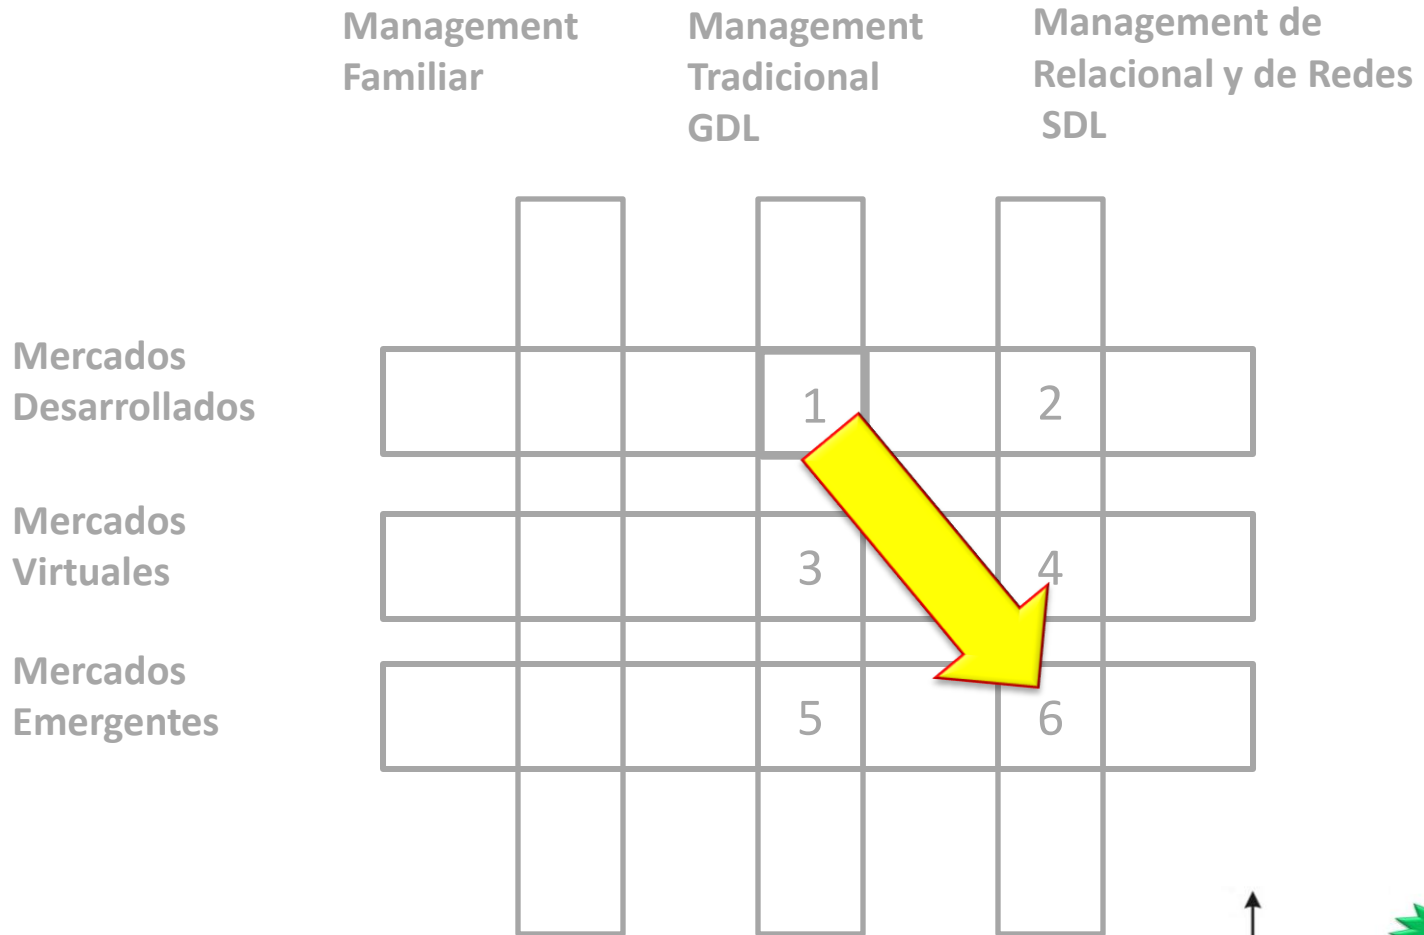 Management
Familiar
Management
Tradicional
GDL
Management de
Relacional y de Redes
SDL
Mercados
Desarrollados
1
2
Mercados
Virtuales
3
4
Mercados
Emergentes
5
6